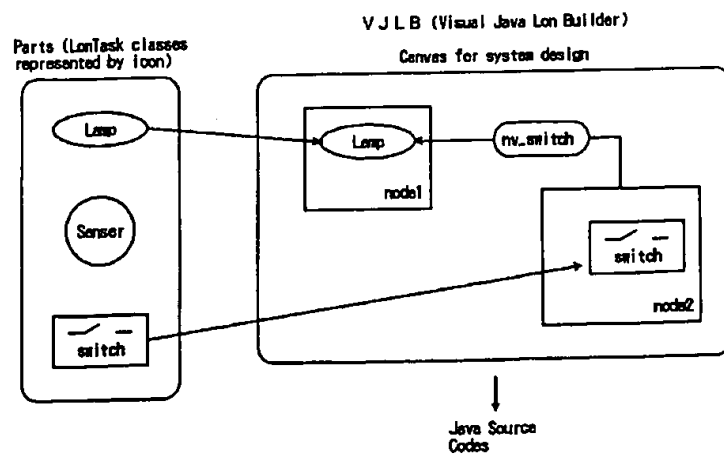 V J L B (Visual Java Lon Builder)
Parts (LonTask classes
represented by icon)
Canvas for system design
Lamp
Lamp
nv_switch
node1
Senser
switch
node2
switch
Java Source
Codes